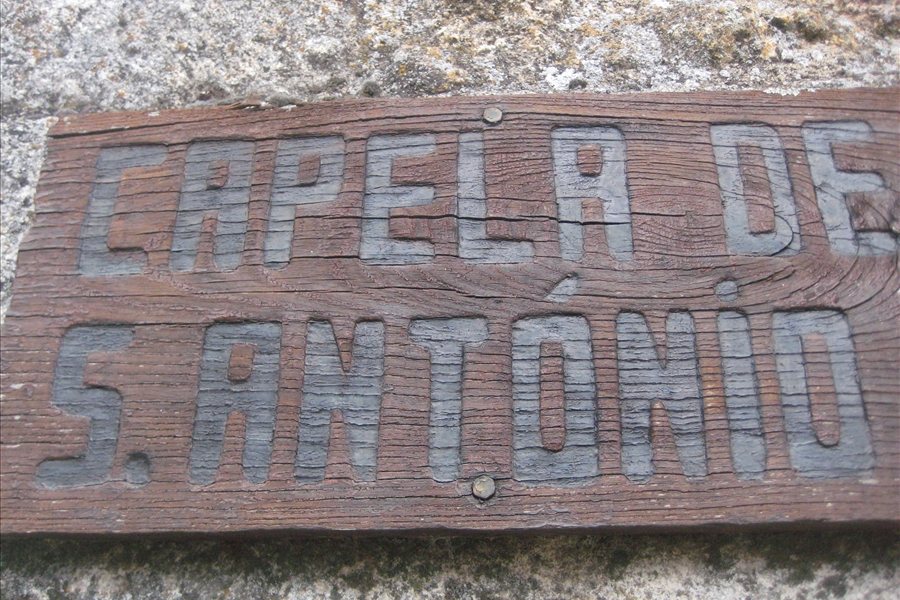 CAPELA DE
S. ANTÓNIO